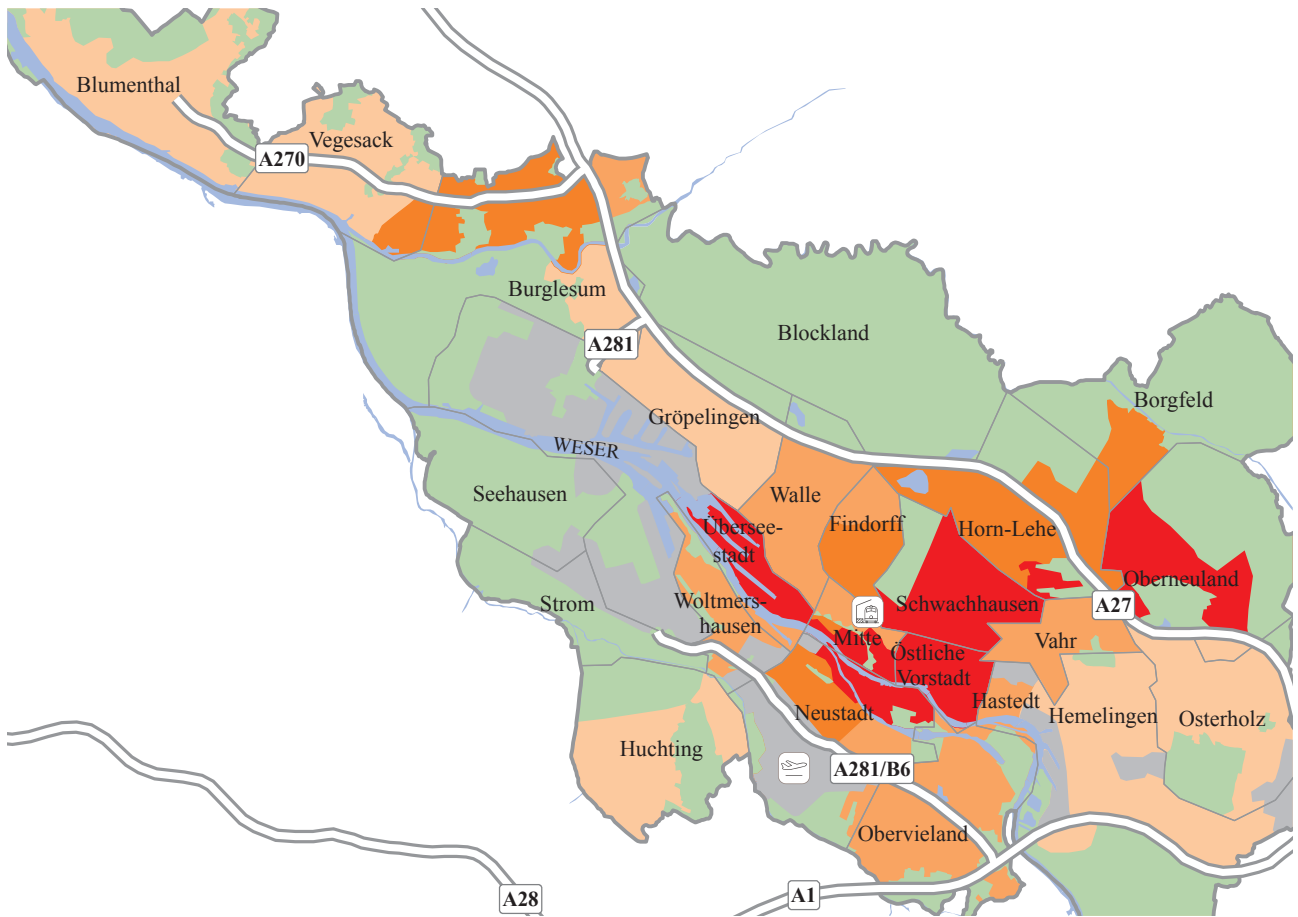 Blumenthal
Vegesack
A270
Burglesum
A281
Blockland
Borgfeld
Gröpelingen
WESER
Seehausen
Walle
Übersee-
stadt
Findorff
Horn-Lehe
Oberneuland
Strom
Woltmers-
hausen
Schwachhausen
A27
Mitte
Vahr
Östliche
Vorstadt
Neustadt
Hastedt
Hemelingen
Osterholz
Huchting
A281/B6
Obervieland
A28
A1